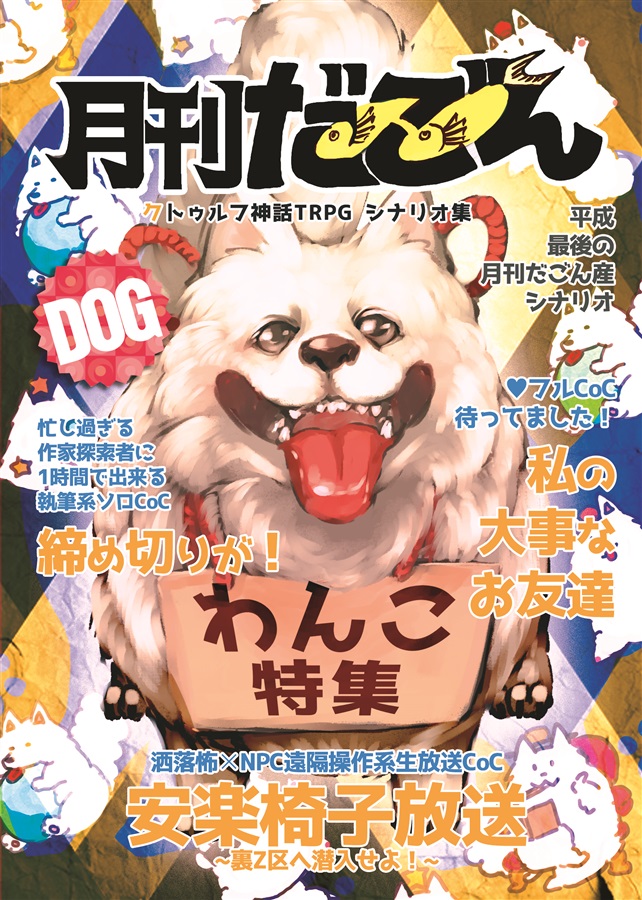 月刊だごん
クトゥルフ神話TRPG シナリオ集
平成
最後の
月刊だごん産
シナリオ
DOG
♥フルCoC
待ってました！
私の
大事な
お友達
忙し過ぎる
作家探索者に
1時間で出来る
執筆系ソロCoC
締め切りが！
わんこ
特集
洒落怖×NPC遠隔操作系生放送CoC
安楽椅子放送
~裏Z区へ潜入せよ！~